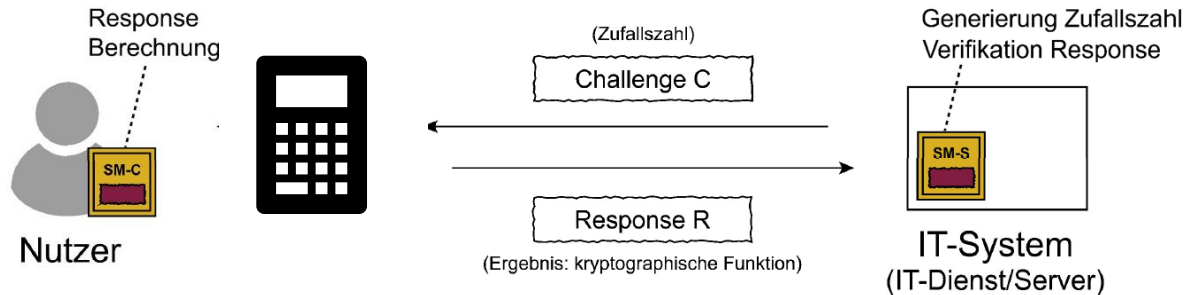 Response
Berechnung
SM-C
Nutzer
(Zufallszahl)
Challenge C
Response R
(Ergebnis: kryptographische Funktion)
Generierung Zufallszahl
Verifikation Response
SM-S
IT-System
(IT-Dienst/Server)